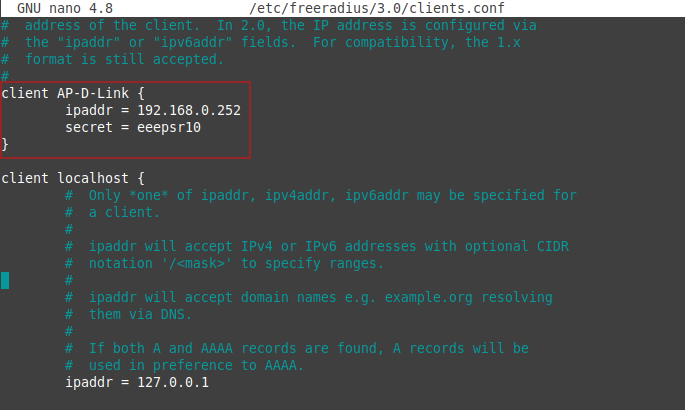 GNU nano 4.8 /etc/freeradius/3.0/clients.conf
# address of the client. In 2.0, the IP address is configured via
# the "ipaddr" or "ipv6addr" fields. For compatibility, the 1.x
# format is still accepted.
#
client AP-D-Link {
ipaddr = 192.168.0.252
secret = eeepsr10
}
client localhost {
# Only *one* of ipaddr, ipv4addr, ipv6addr may be specified for
# a client.
#
# ipaddr will accept IPv4 or IPv6 addresses with optional CIDR
# notation '/<mask>' to specify ranges.
#
# ipaddr will accept domain names e.g. example.org resolving
# them via DNS.
#
# If both A and AAAA records are found, A records will be
# used in preference to AAAA.
ipaddr = 127.0.0.1